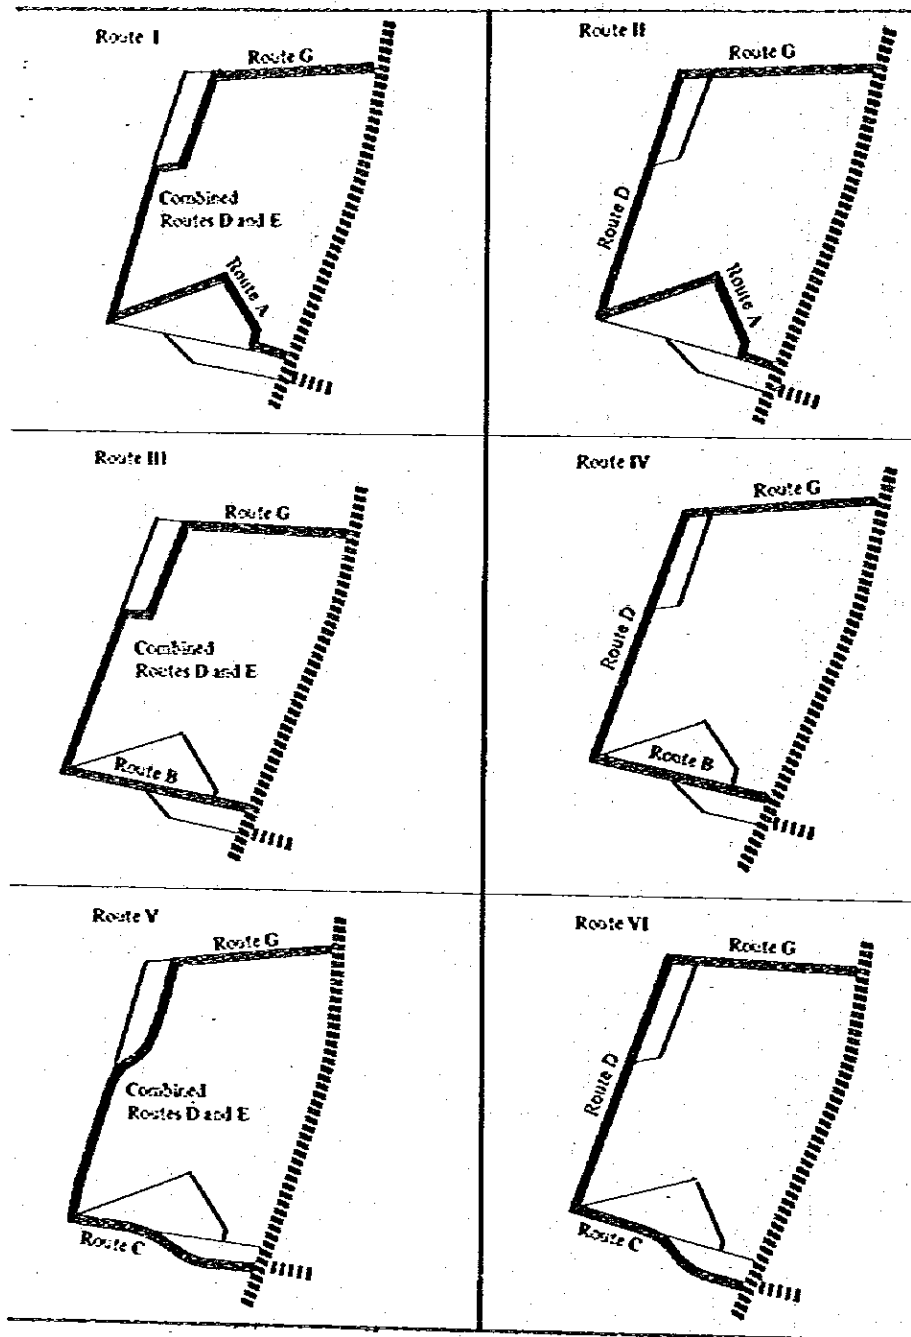 Route I
Route G
Combined
Routes D and E
Route A
Route II
Route G
Route D
Route A
Route III
Route G
Combined
Routes D and E
Route B
Route IV
Route G
Route D
Route B
Route V
Route G
Combined
Routes D and E
Route C
Route VI
Route G
Route D
Route C